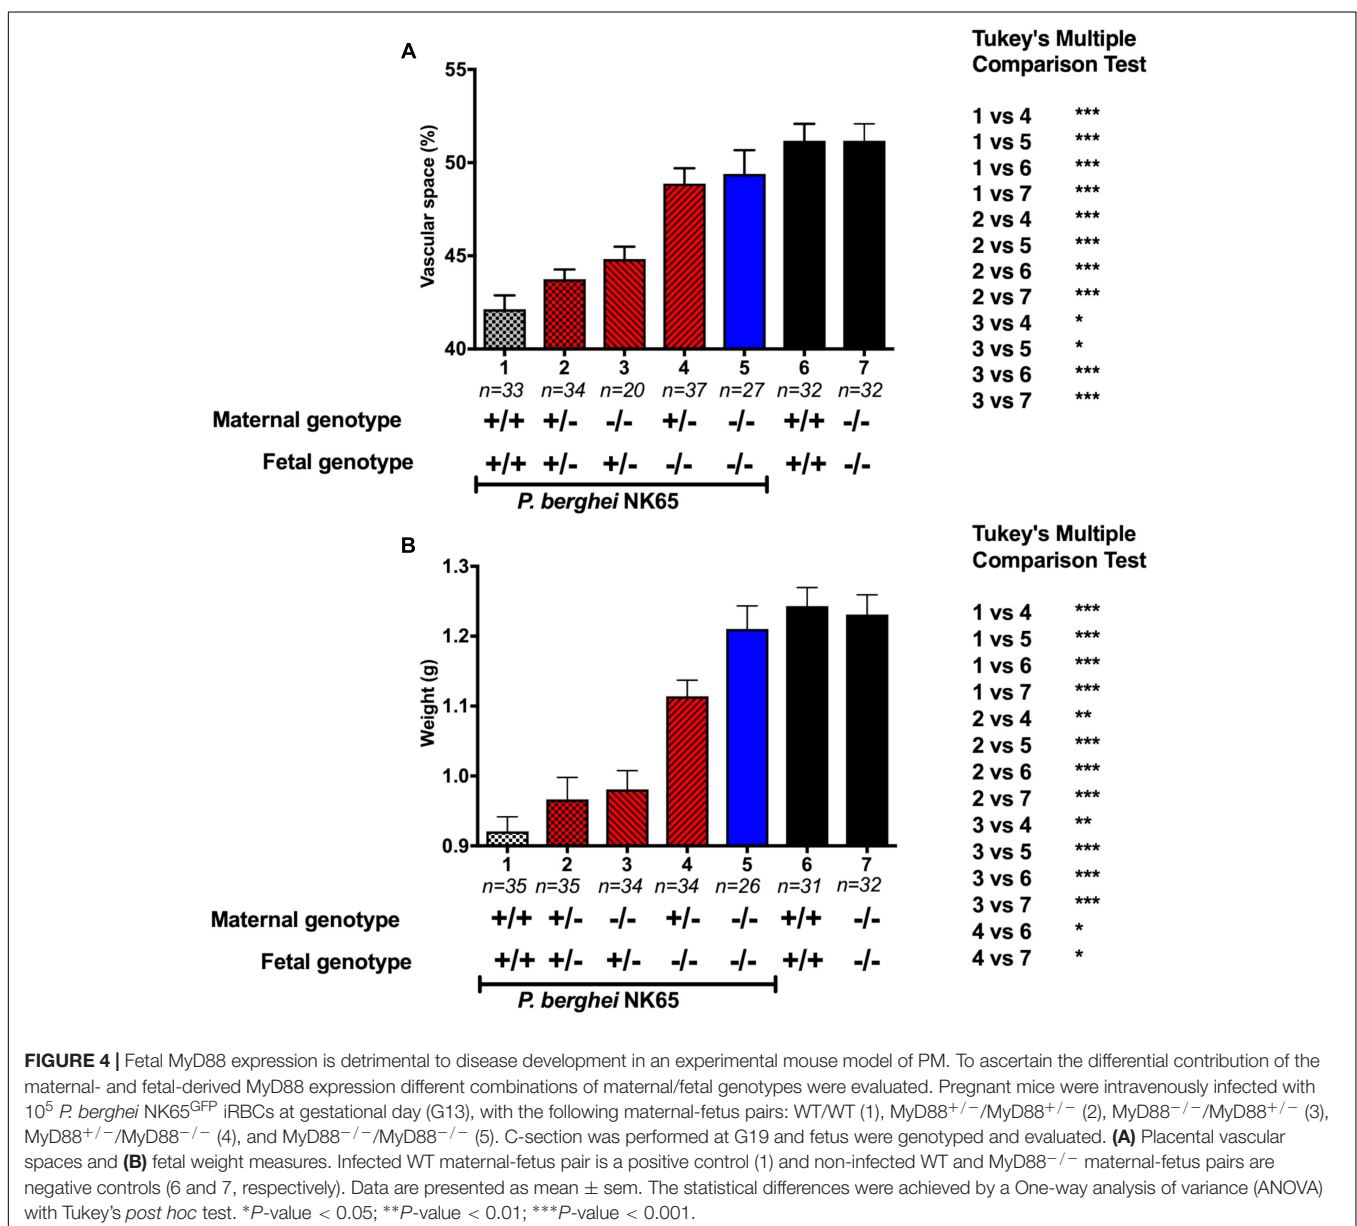 A
Tukey's Multiple
Comparison Test
55
50
45
40
Vascular space (%)
1 vs 4 ***
1 vs 5 ***
1 vs 6 ***
1 vs 7 ***
2 vs 4 ***
2 vs 5 ***
2 vs 6 ***
2 vs 7 ***
3 vs 4 *
3 vs 5 *
3 vs 6 ***
3 vs 7 ***
1 2 3 4 5 6 7
n=33 n=34 n=20 n=37 n=27 n=32 n=32
Maternal genotype +/+ +/- -/- +/- -/- +/+ -/-
Fetal genotype +/+ +/- +/- -/- -/- +/+ -/-
P. berghei NK65
B
Tukey's Multiple
Comparison Test
1.3
1.2
1.1
1.0
0.9
Weight (g)
1 vs 4 ***
1 vs 5 ***
1 vs 6 ***
1 vs 7 ***
2 vs 4 **
2 vs 5 ***
2 vs 6 ***
2 vs 7 ***
3 vs 4 **
3 vs 5 ***
3 vs 6 ***
3 vs 7 ***
4 vs 6 *
4 vs 7 *
1 2 3 4 5 6 7
n=35 n=35 n=34 n=34 n=26 n=31 n=32
Maternal genotype +/+ +/- -/- +/- -/- +/+ -/-
Fetal genotype +/+ +/- +/- -/- -/- +/+ -/-
P. berghei NK65
FIGURE 4 | Fetal MyD88 expression is detrimental to disease development in an experimental mouse model of PM. To ascertain the differential contribution of the
maternal- and fetal-derived MyD88 expression different combinations of maternal/fetal genotypes were evaluated. Pregnant mice were intravenously infected with
10⁵ P. berghei NK65ᴳᶠᴾ iRBCs at gestational day (G13), with the following maternal-fetus pairs: WT/WT (1), MyD88⁺/⁻/MyD88⁺/⁻ (2), MyD88⁻/⁻/MyD88⁺/⁻ (3),
MyD88⁺/⁻/MyD88⁻/⁻ (4), and MyD88⁻/⁻/MyD88⁻/⁻ (5). C-section was performed at G19 and fetus were genotyped and evaluated. (A) Placental vascular
spaces and (B) fetal weight measures. Infected WT maternal-fetus pair is a positive control (1) and non-infected WT and MyD88⁻/⁻ maternal-fetus pairs are
negative controls (6 and 7, respectively). Data are presented as mean ± sem. The statistical differences were achieved by a One-way analysis of variance (ANOVA)
with Tukey's post hoc test. *P-value < 0.05; **P-value < 0.01; ***P-value < 0.001.